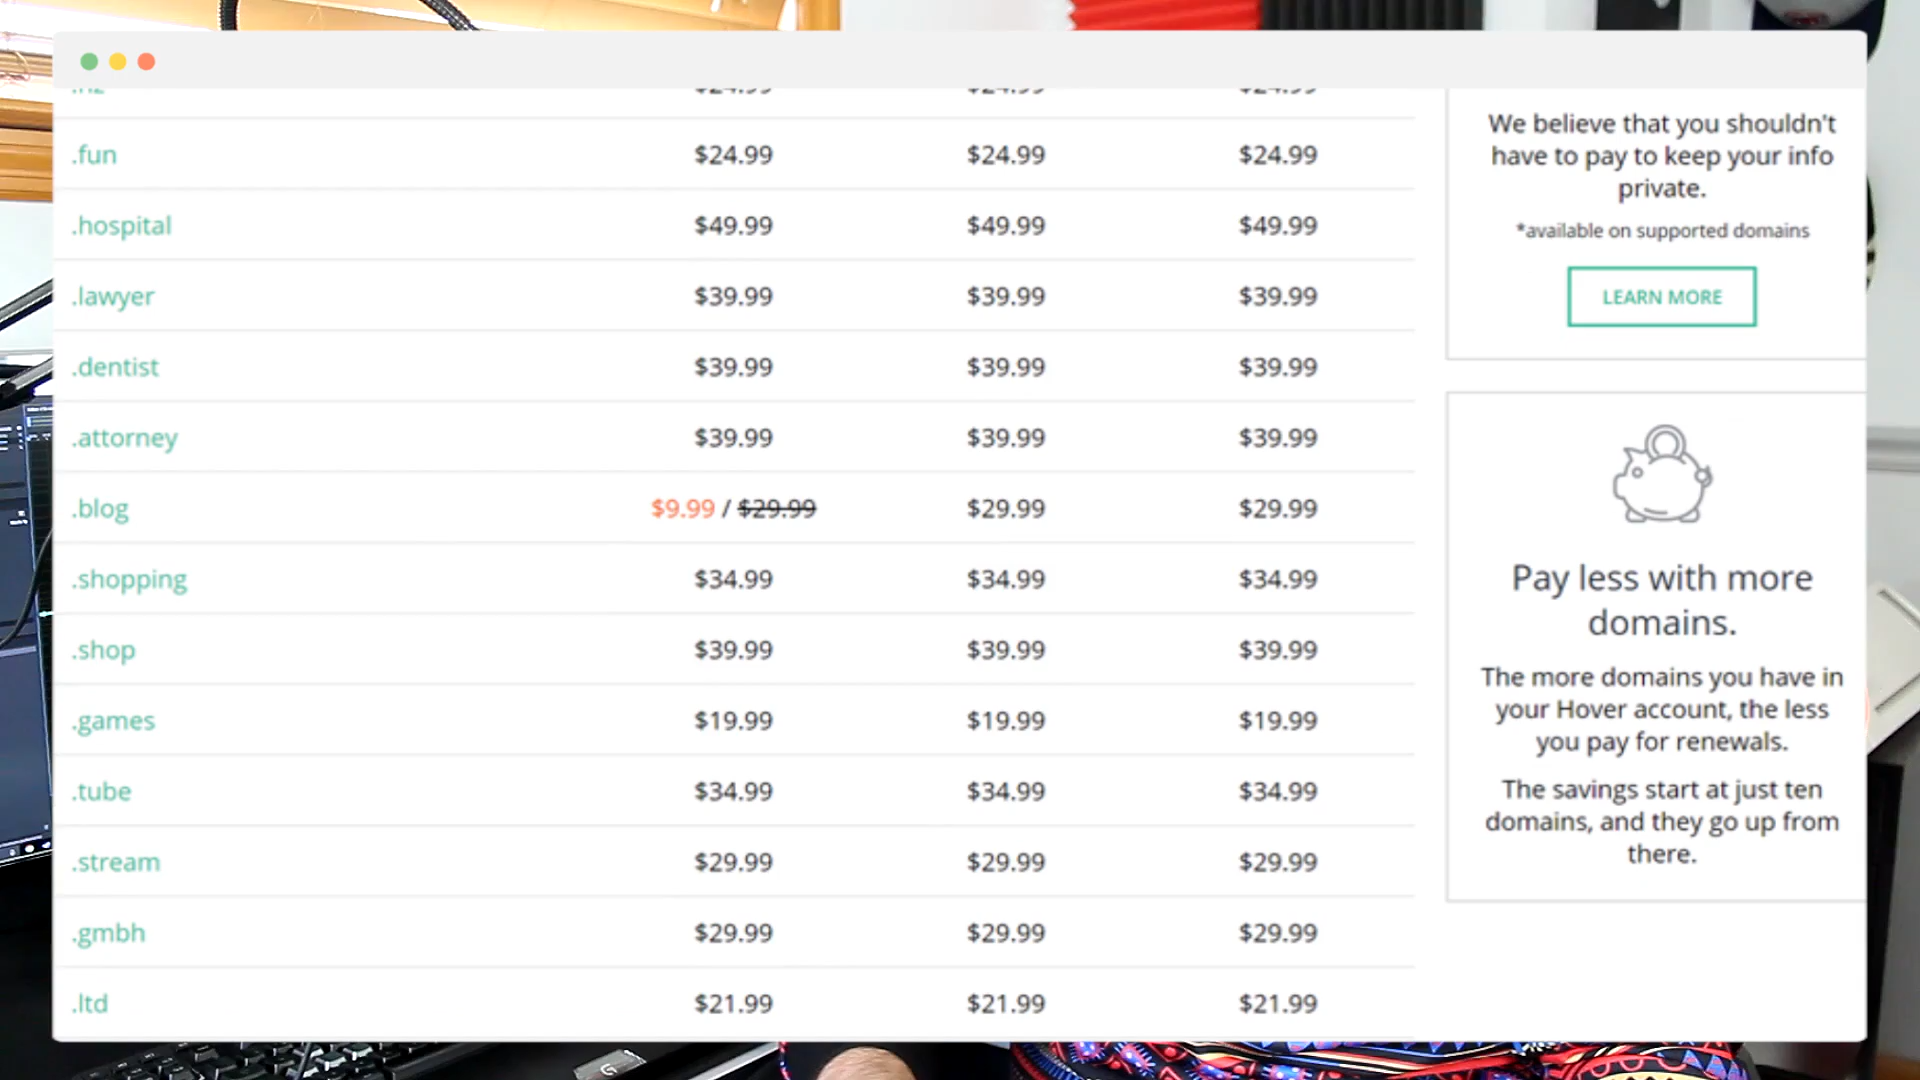 .fun $24.99 $24.99 $24.99
.hospital $49.99 $49.99 $49.99
.lawyer $39.99 $39.99 $39.99
.dentist $39.99 $39.99 $39.99
.attorney $39.99 $39.99 $39.99
.blog $9.99 / $29.99 $29.99 $29.99
.shopping $34.99 $34.99 $34.99
.shop $39.99 $39.99 $39.99
.games $19.99 $19.99 $19.99
.tube $34.99 $34.99 $34.99
.stream $29.99 $29.99 $29.99
.gmbh $29.99 $29.99 $29.99
.ltd $21.99 $21.99 $21.99
We believe that you shouldn't
have to pay to keep your info
private.
*available on supported domains
LEARN MORE
Pay less with more
domains.
The more domains you have in
your Hover account, the less
you pay for renewals.
The savings start at just ten
domains, and they go up from
there.